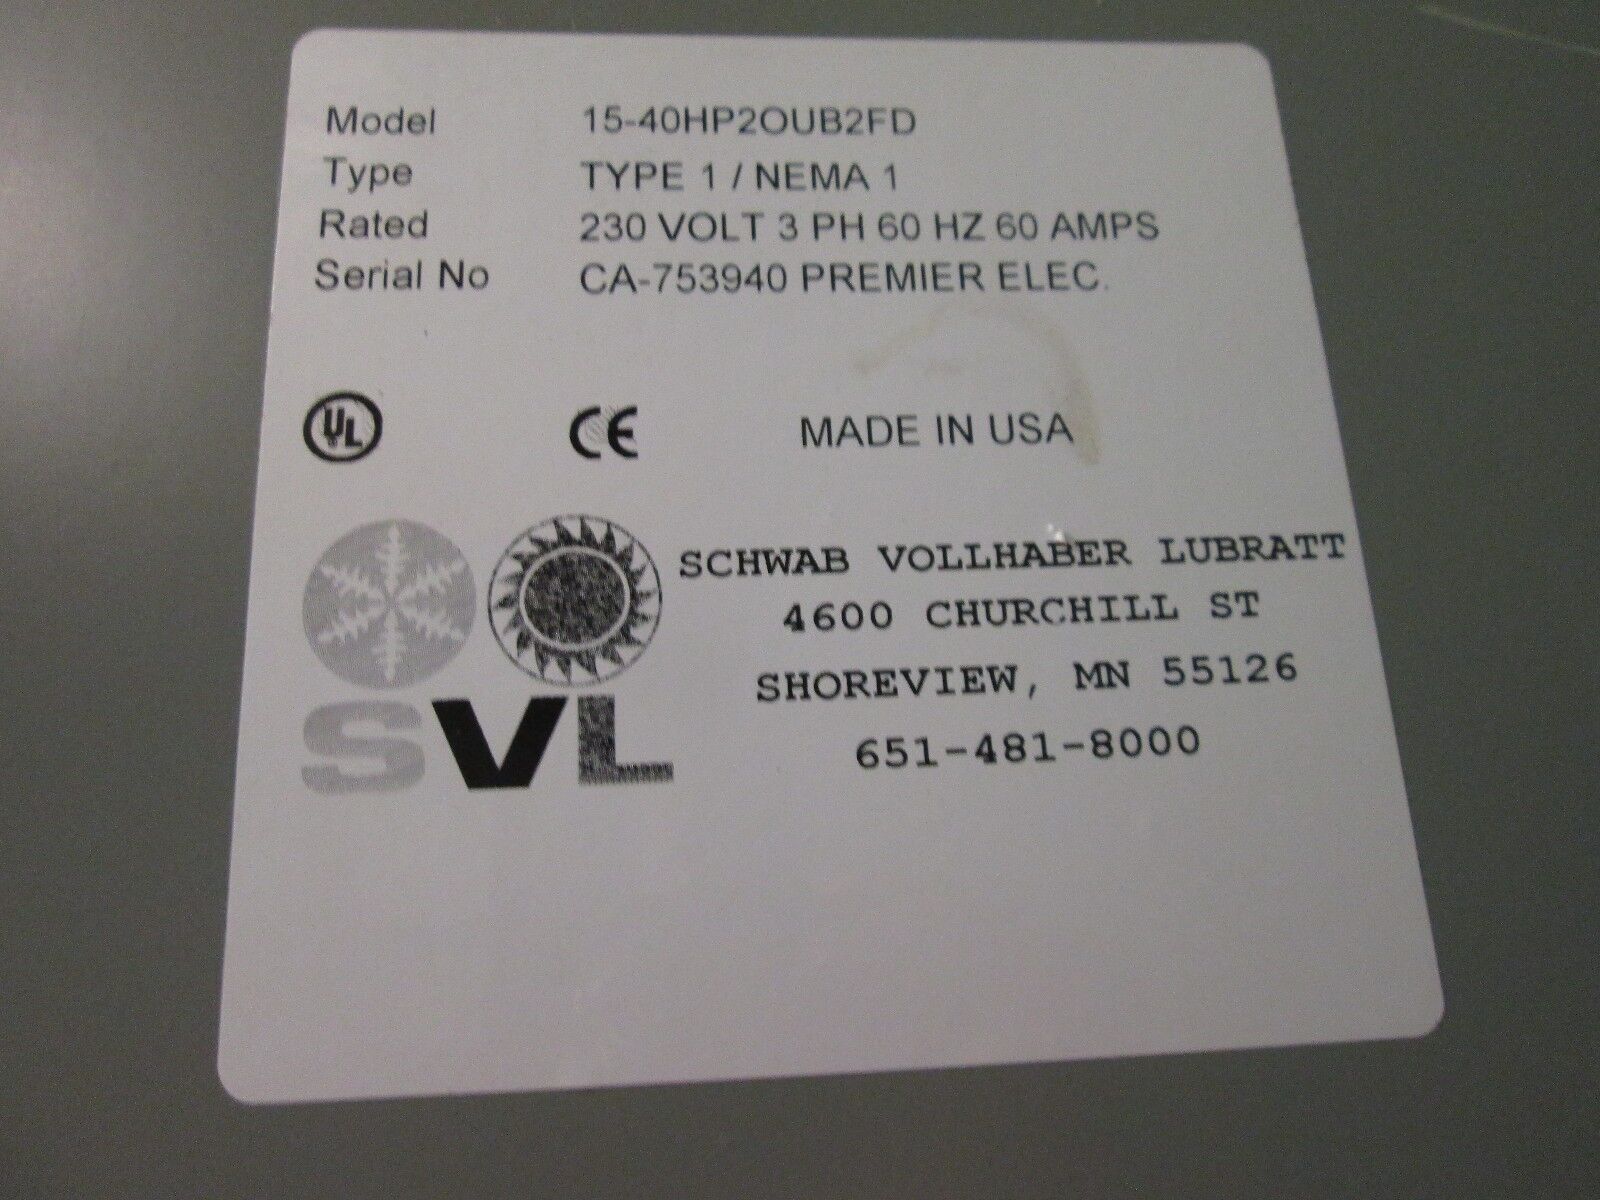 Model 15-40HP2OUB2FD
Type TYPE 1 / NEMA 1
Rated 230 VOLT 3 PH 60 HZ 60 AMPS
Serial No CA-753940 PREMIER ELEC.
UL CE MADE IN USA
SCHWAB VOLLHABER LUBRATT
4600 CHURCHILL ST
SHOREVIEW, MN 55126
651-481-8000
SVL